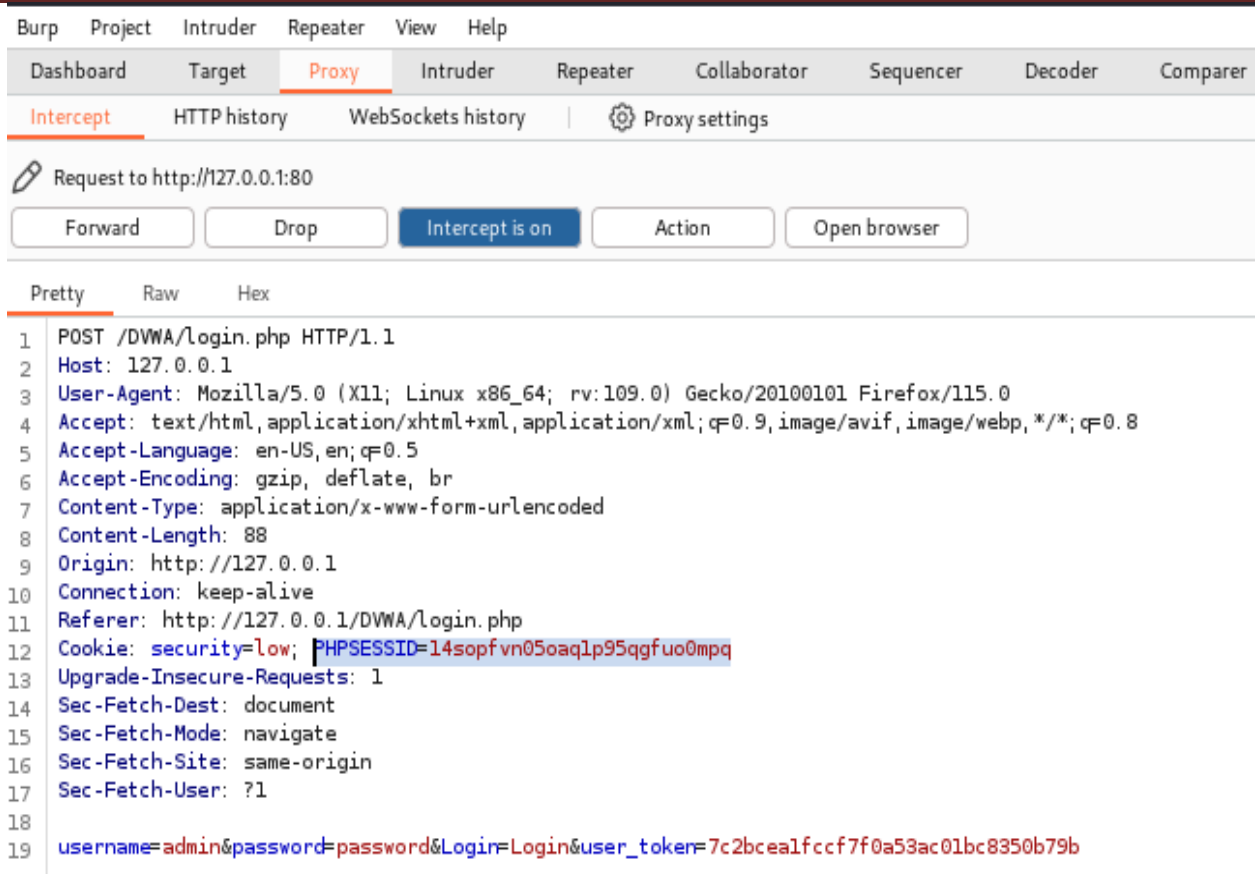 Burp Project Intruder Repeater View Help
Dashboard Target Proxy Intruder Repeater Collaborator Sequencer Decoder Comparer
Intercept HTTP history WebSockets history Proxy settings
Request to http://127.0.0.1:80
Forward Drop Intercept is on Action Open browser
Pretty Raw Hex
1 POST /DVWA/login.php HTTP/1.1
2 Host: 127.0.0.1
3 User-Agent: Mozilla/5.0 (X11; Linux x86_64; rv:109.0) Gecko/20100101 Firefox/115.0
4 Accept: text/html,application/xhtml+xml,application/xml;q=0.9,image/avif,image/webp,*/*;q=0.8
5 Accept-Language: en-US,en;q=0.5
6 Accept-Encoding: gzip, deflate, br
7 Content-Type: application/x-www-form-urlencoded
8 Content-Length: 88
9 Origin: http://127.0.0.1
10 Connection: keep-alive
11 Referer: http://127.0.0.1/DVWA/login.php
12 Cookie: security=low; PHPSESSID=14sopfvn05oaq1p95qgfuo0mpq
13 Upgrade-Insecure-Requests: 1
14 Sec-Fetch-Dest: document
15 Sec-Fetch-Mode: navigate
16 Sec-Fetch-Site: same-origin
17 Sec-Fetch-User: ?1
18
19 username=admin&password=password&Login=Login&user_token=7c2bcea1fccf7f0a53ac01bc8350b79b